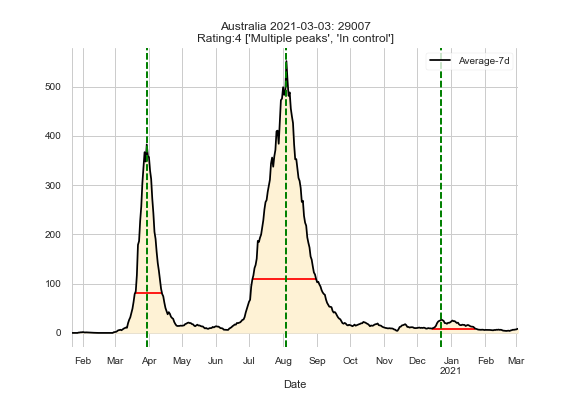 Australia 2021-03-03: 29007
Rating:4 ['Multiple peaks', 'In control']
Average-7d
500
400
300
200
100
0
Feb Mar Apr May Jun Jul Aug Sep Oct Nov Dec Jan Feb Mar
2021
Date